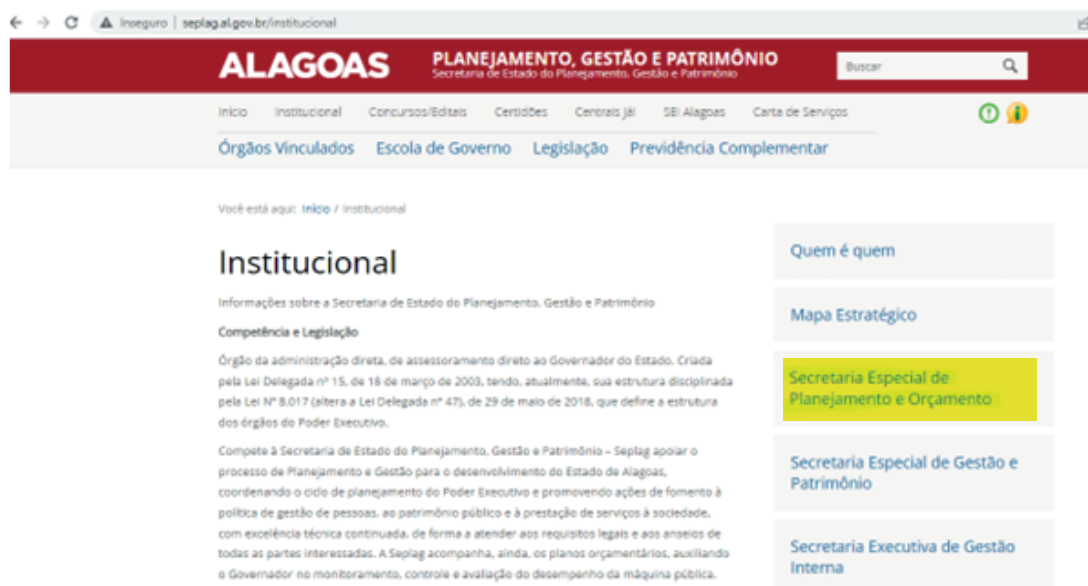 Inseguro | seplag.al.gov.br/institucional
ALAGOAS
PLANEJAMENTO, GESTÃO E PATRIMÔNIO
Secretaria de Estado do Planejamento, Gestão e Patrimônio
Buscar
Início Institucional Concursos/Editais Certidões Centrais Já! SEI Alagoas Carta de Serviços
Órgãos Vinculados Escola de Governo Legislação Previdência Complementar
Você está aqui: Início / Institucional
Institucional
Informações sobre a Secretaria de Estado do Planejamento, Gestão e Patrimônio
Competência e Legislação
Órgão da administração direta, de assessoramento direto ao Governador do Estado. Criada
pela Lei Delegada nº 15, de 18 de março de 2003, tendo, atualmente, sua estrutura disciplinada
pela Lei Nº 8.017 (altera a Lei Delegada nº 47), de 29 de maio de 2018, que define a estrutura
dos órgãos do Poder Executivo.
Compete à Secretaria de Estado do Planejamento, Gestão e Patrimônio – Seplag apoiar o
processo de Planejamento e Gestão para o desenvolvimento do Estado de Alagoas,
coordenando o ciclo de planejamento do Poder Executivo e promovendo ações de fomento à
política de gestão de pessoas, ao patrimônio público e à prestação de serviços à sociedade,
com excelência técnica continuada, de forma a atender aos requisitos legais e aos anseios de
todas as partes interessadas. A Seplag acompanha, ainda, os planos orçamentários, auxiliando
o Governador no monitoramento, controle e avaliação do desempenho da máquina pública.
Quem é quem
Mapa Estratégico
Secretaria Especial de
Planejamento e Orçamento
Secretaria Especial de Gestão e
Patrimônio
Secretaria Executiva de Gestão
Interna